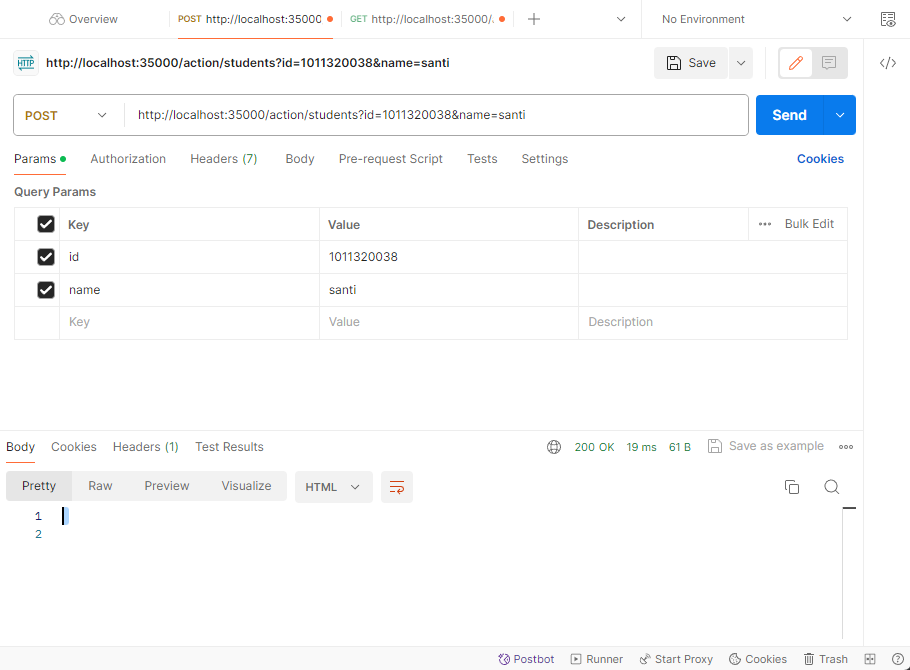 Overview POST http://localhost:35000 GET http://localhost:35000/. No Environment
HTTP http://localhost:35000/action/students?id=1011320038&name=santi Save
POST http://localhost:35000/action/students?id=1011320038&name=santi Send
Params Authorization Headers (7) Body Pre-request Script Tests Settings Cookies
Query Params
Key Value Description ••• Bulk Edit
id 1011320038
name santi
Key Value Description
Body Cookies Headers (1) Test Results 200 OK 19 ms 61 B Save as example
Pretty Raw Preview Visualize HTML
1
2
Postbot Runner Start Proxy Cookies Trash